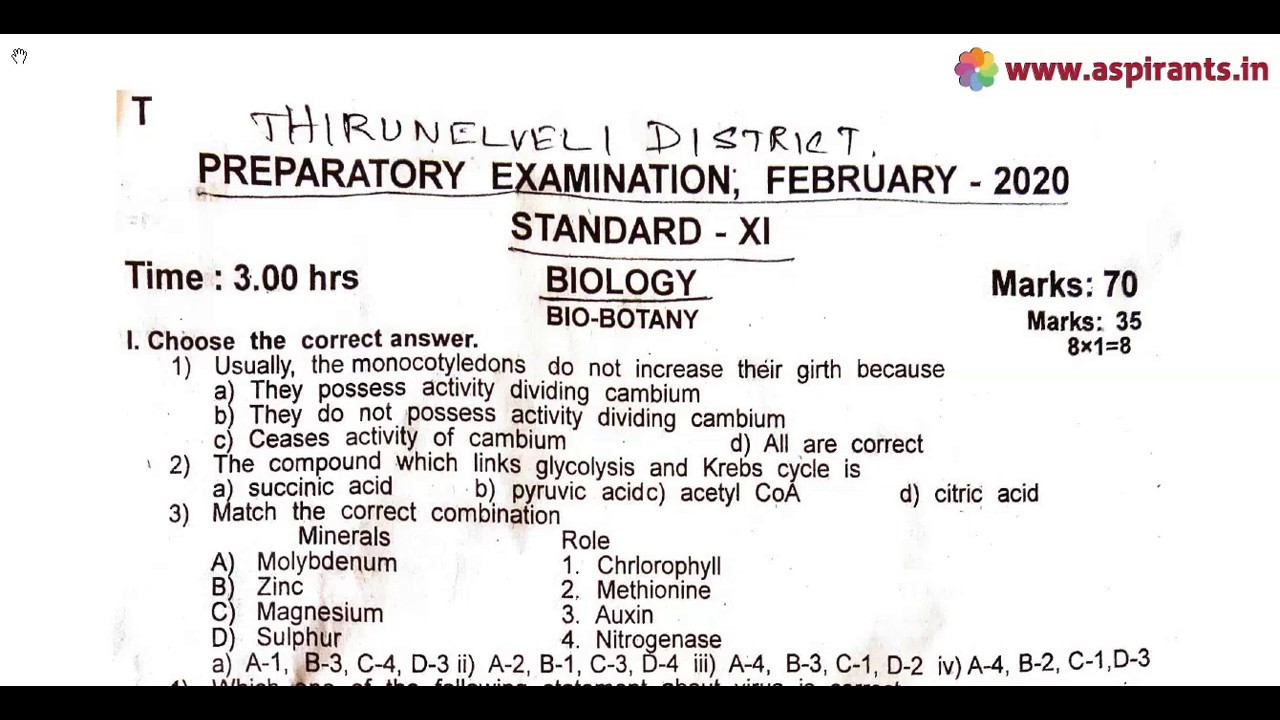 www.aspirants.in
T
THIRUNELVELI DISTRICT.
PREPARATORY EXAMINATION, FEBRUARY - 2020
STANDARD - XI
Time : 3.00 hrs BIOLOGY Marks: 70
BIO-BOTANY Marks: 35
I. Choose the correct answer. 8×1=8
1) Usually, the monocotyledons do not increase their girth because
a) They possess activity dividing cambium
b) They do not possess activity dividing cambium
c) Ceases activity of cambium d) All are correct
2) The compound which links glycolysis and Krebs cycle is
a) succinic acid b) pyruvic acid c) acetyl CoA d) citric acid
3) Match the correct combination
Minerals Role
A) Molybdenum 1. Chrlorophyll
B) Zinc 2. Methionine
C) Magnesium 3. Auxin
D) Sulphur 4. Nitrogenase
a) A-1, B-3, C-4, D-3 ii) A-2, B-1, C-3, D-4 iii) A-4, B-3, C-1, D-2 iv) A-4, B-2, C-1,D-3